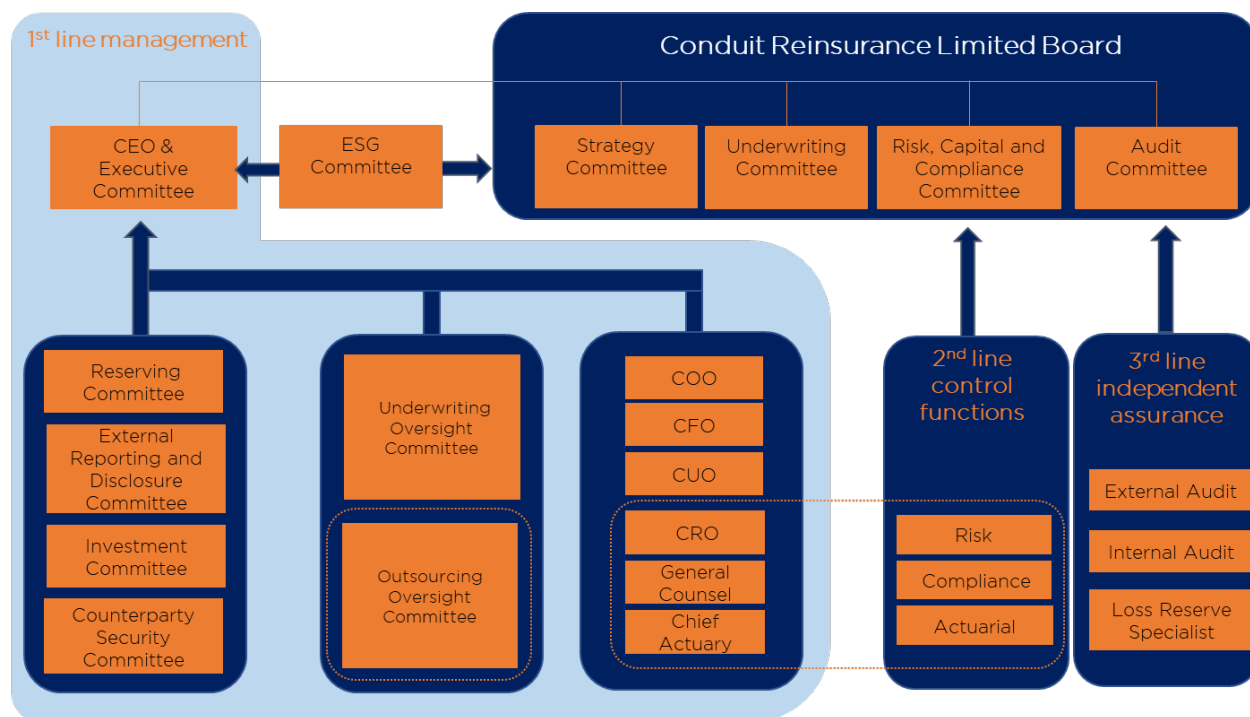 1st line management
Conduit Reinsurance Limited Board
CEO &
Executive
Committee
ESG
Committee
Strategy
Committee
Underwriting
Committee
Risk, Capital and
Compliance
Committee
Audit
Committee
Reserving
Committee
External
Reporting and
Disclosure
Committee
Investment
Committee
Counterparty
Security
Committee
Underwriting
Oversight
Committee
Outsourcing
Oversight
Committee
COO
CFO
CUO
CRO
General
Counsel
Chief
Actuary
2nd line
control
functions
Risk
Compliance
Actuarial
3rd line
independent
assurance
External Audit
Internal Audit
Loss Reserve
Specialist